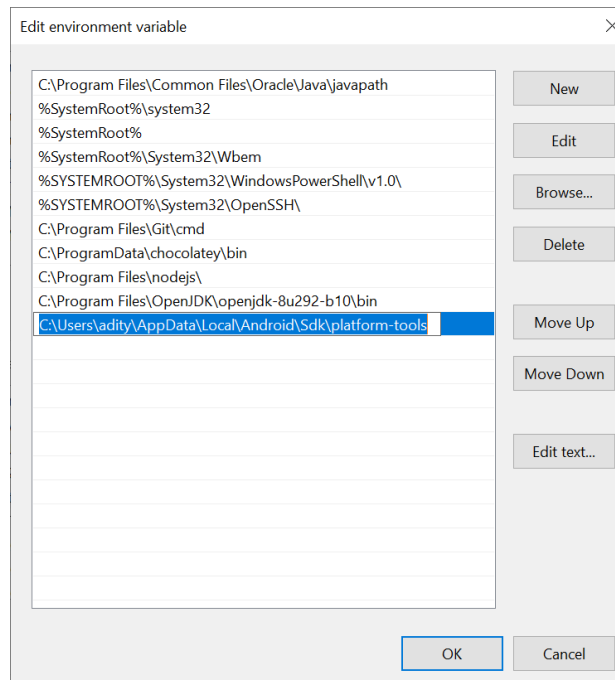 Edit environment variable
C:\Program Files\Common Files\Oracle\Java\javapath
%SystemRoot%\system32
%SystemRoot%
%SystemRoot%\System32\Wbem
%SYSTEMROOT%\System32\WindowsPowerShell\v1.0\
%SYSTEMROOT%\System32\OpenSSH\
C:\Program Files\Git\cmd
C:\ProgramData\chocolatey\bin
C:\Program Files\nodejs\
C:\Program Files\OpenJDK\openjdk-8u292-b10\bin
C:\Users\adity\AppData\Local\Android\Sdk\platform-tools
New
Edit
Browse...
Delete
Move Up
Move Down
Edit text...
OK
Cancel